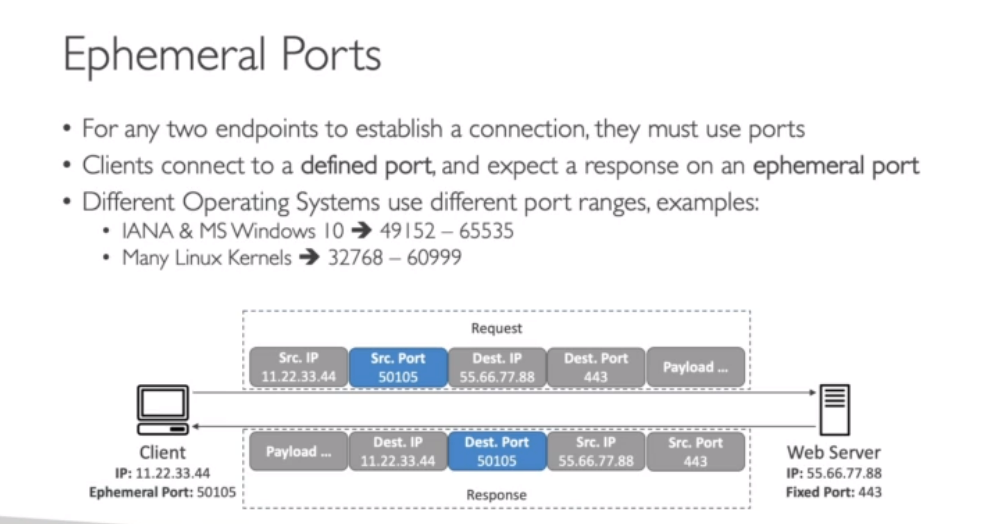 Ephemeral Ports
• For any two endpoints to establish a connection, they must use ports
• Clients connect to a defined port, and expect a response on an ephemeral port
• Different Operating Systems use different port ranges, examples:
• IANA & MS Windows 10 ➔ 49152 – 65535
• Many Linux Kernels ➔ 32768 – 60999
Request
Src. IP
11.22.33.44
Src. Port
50105
Dest. IP
55.66.77.88
Dest. Port
443
Payload ...
Client
IP: 11.22.33.44
Ephemeral Port: 50105
Payload ...
Dest. IP
11.22.33.44
Dest. Port
50105
Src. IP
55.66.77.88
Src. Port
443
Response
Web Server
IP: 55.66.77.88
Fixed Port: 443